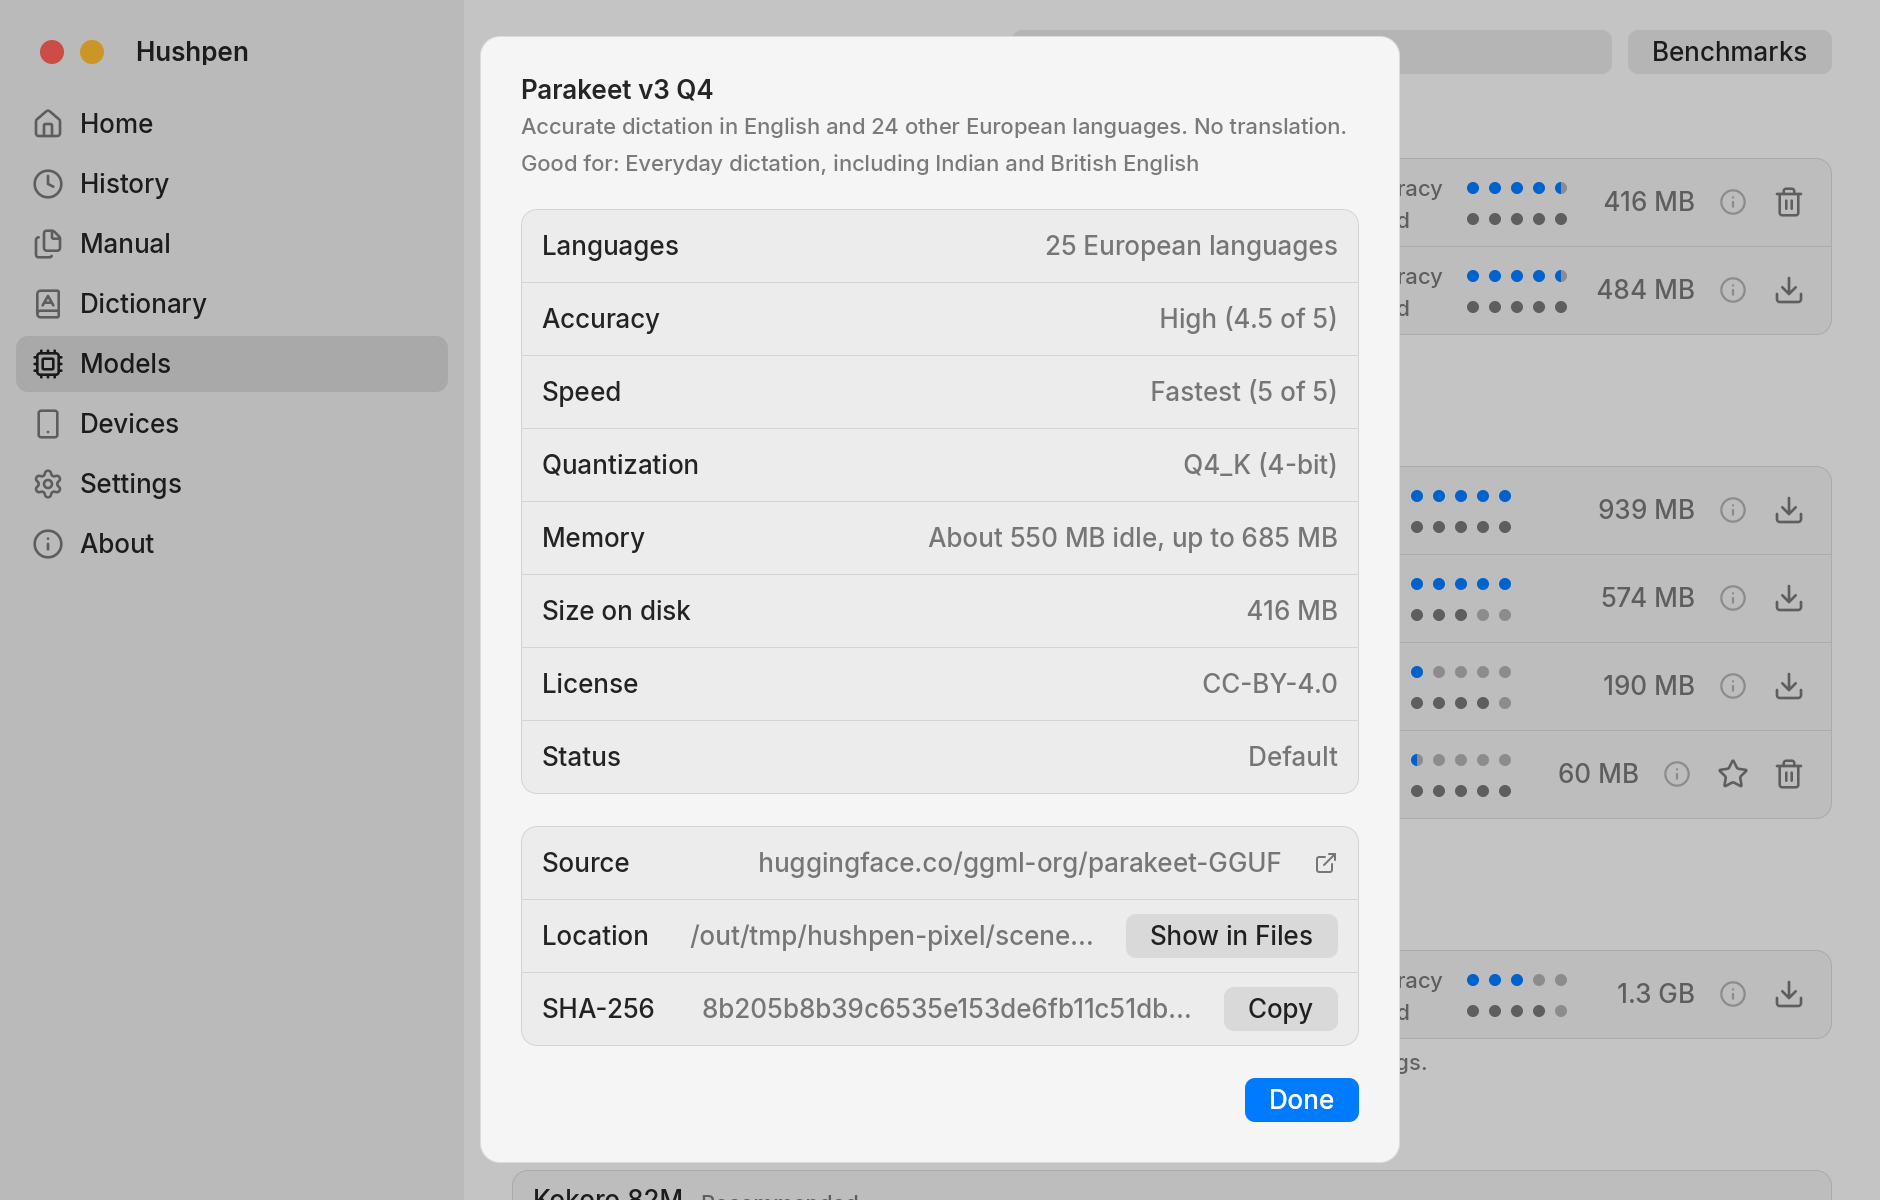 Hushpen
Home
History
Manual
Dictionary
Models
Devices
Settings
About
Benchmarks
Parakeet v3 Q4
Accurate dictation in English and 24 other European languages. No translation.
Good for: Everyday dictation, including Indian and British English
Languages 25 European languages
Accuracy High (4.5 of 5)
Speed Fastest (5 of 5)
Quantization Q4_K (4-bit)
Memory About 550 MB idle, up to 685 MB
Size on disk 416 MB
License CC-BY-4.0
Status Default
Source huggingface.co/ggml-org/parakeet-GGUF
Location /out/tmp/hushpen-pixel/scene... Show in Files
SHA-256 8b205b8b39c6535e153de6fb11c51db... Copy
Done
racy
416 MB
d
racy
484 MB
d
939 MB
574 MB
190 MB
60 MB
racy
1.3 GB
d
gs.
Kokoro 82M Recommended